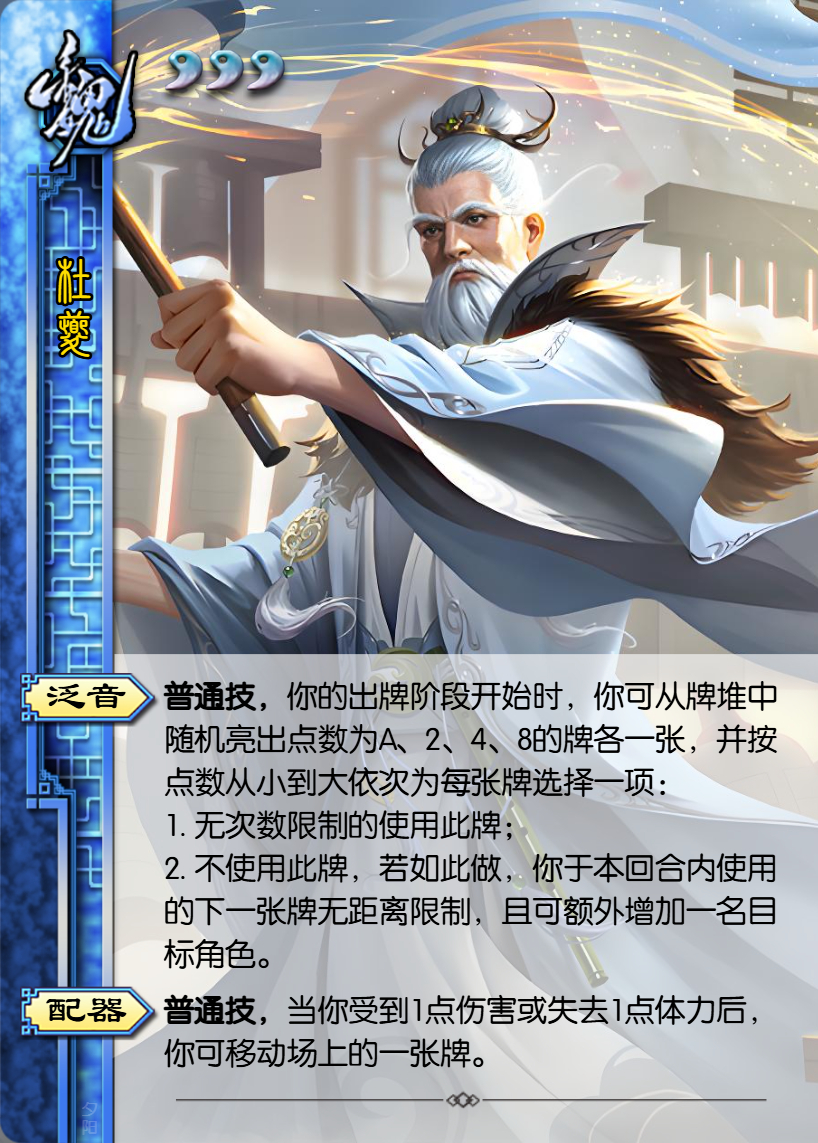 魏
杜夔
泛音
普通技，你的出牌阶段开始时，你可从牌堆中
随机亮出点数为A、2、4、8的牌各一张，并按
点数从小到大依次为每张牌选择一项：
1. 无次数限制的使用此牌；
2. 不使用此牌，若如此做，你于本回合内使用
的下一张牌无距离限制，且可额外增加一名目
标角色。
配器
普通技，当你受到1点伤害或失去1点体力后，
你可移动场上的一张牌。
夕阳